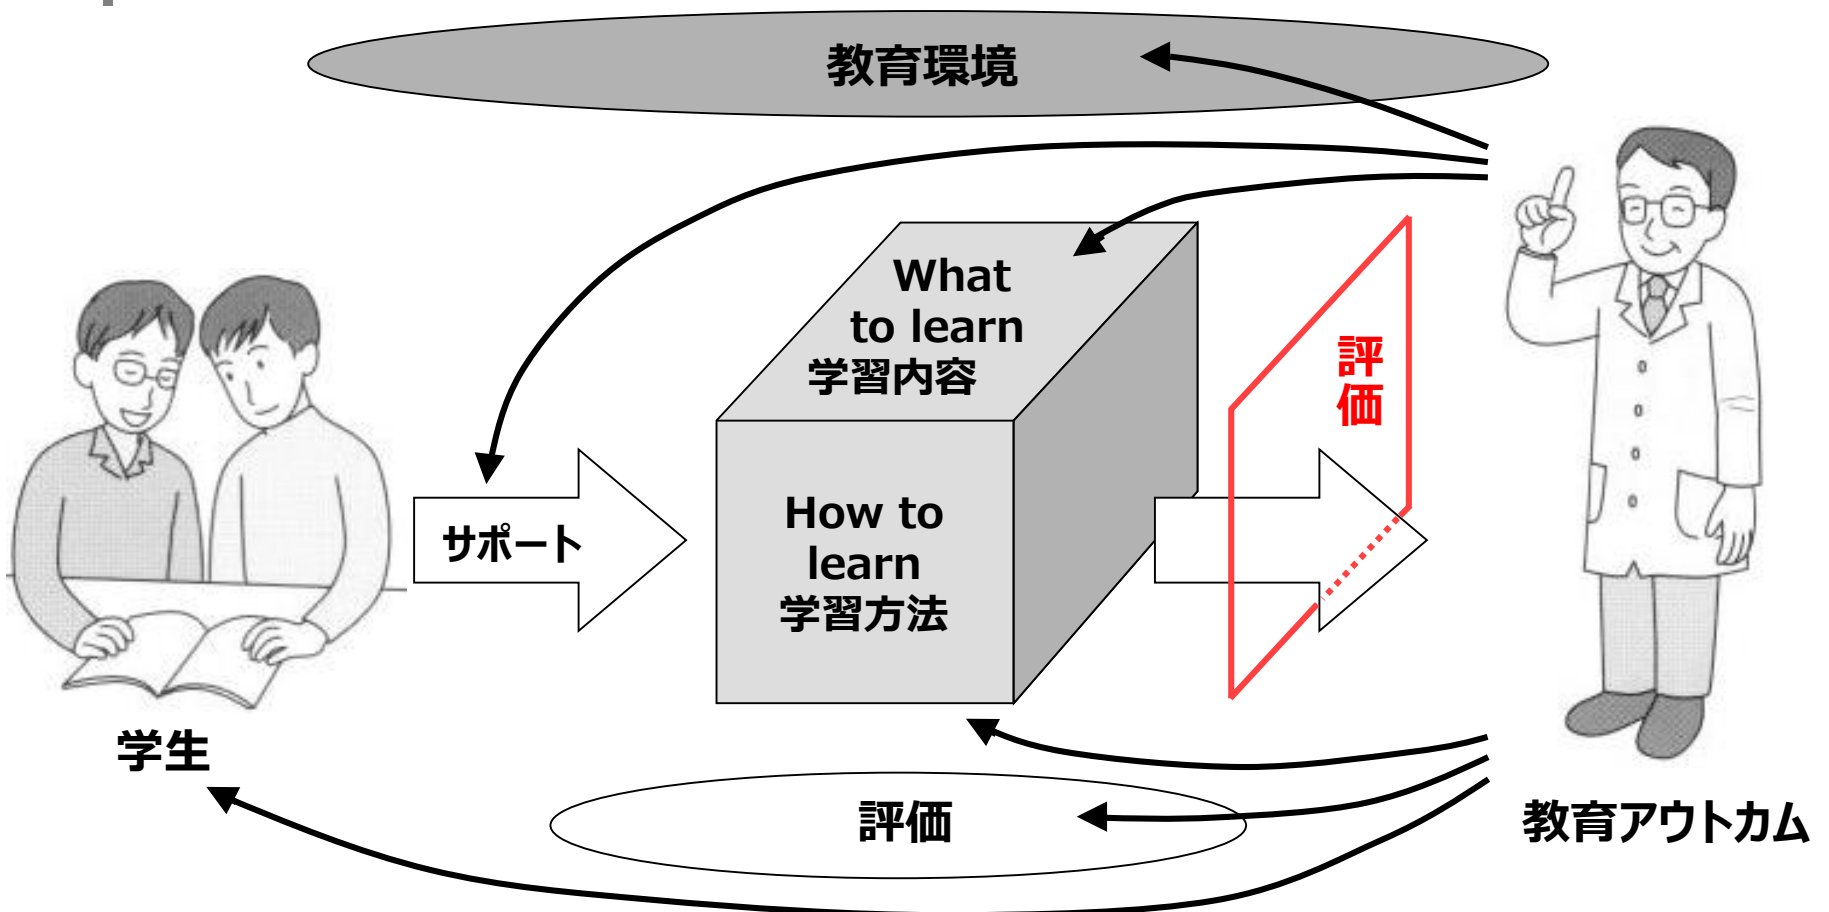 教育環境
What
to learn
学習内容
評
価
How to
learn
学習方法
サポート
学生
評価
教育アウトカム